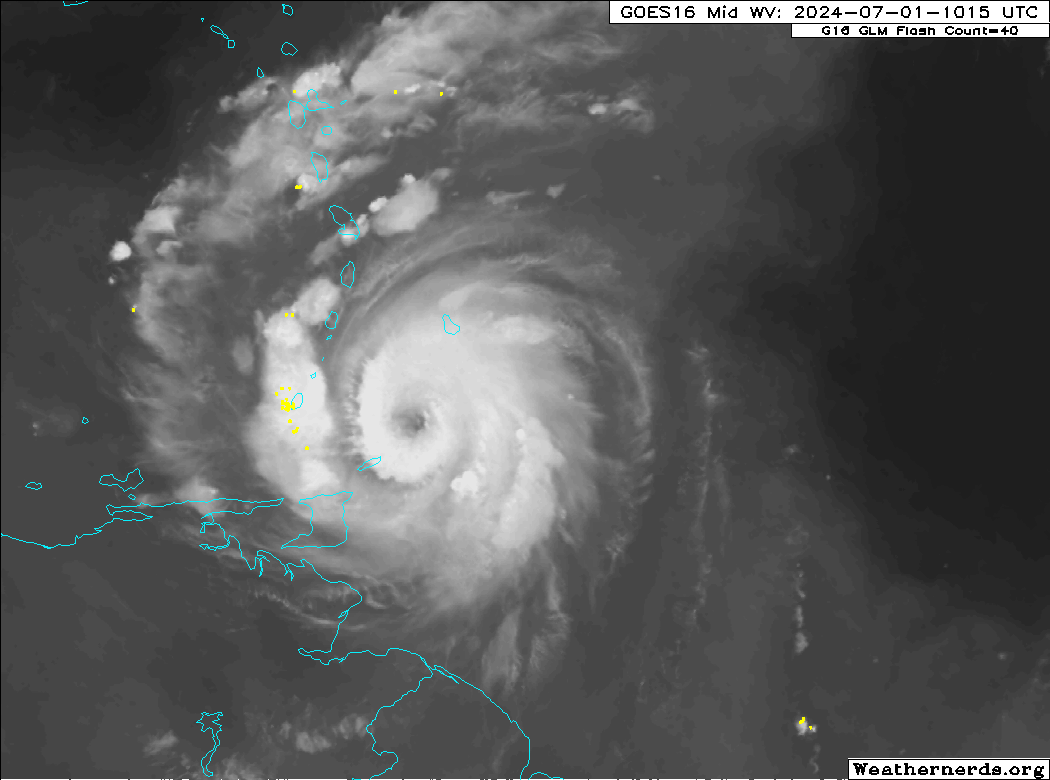 GOES16 Mid WV: 2024-07-01-1015 UTC
G16 GLM Flash Count=40
Weathernerds.org